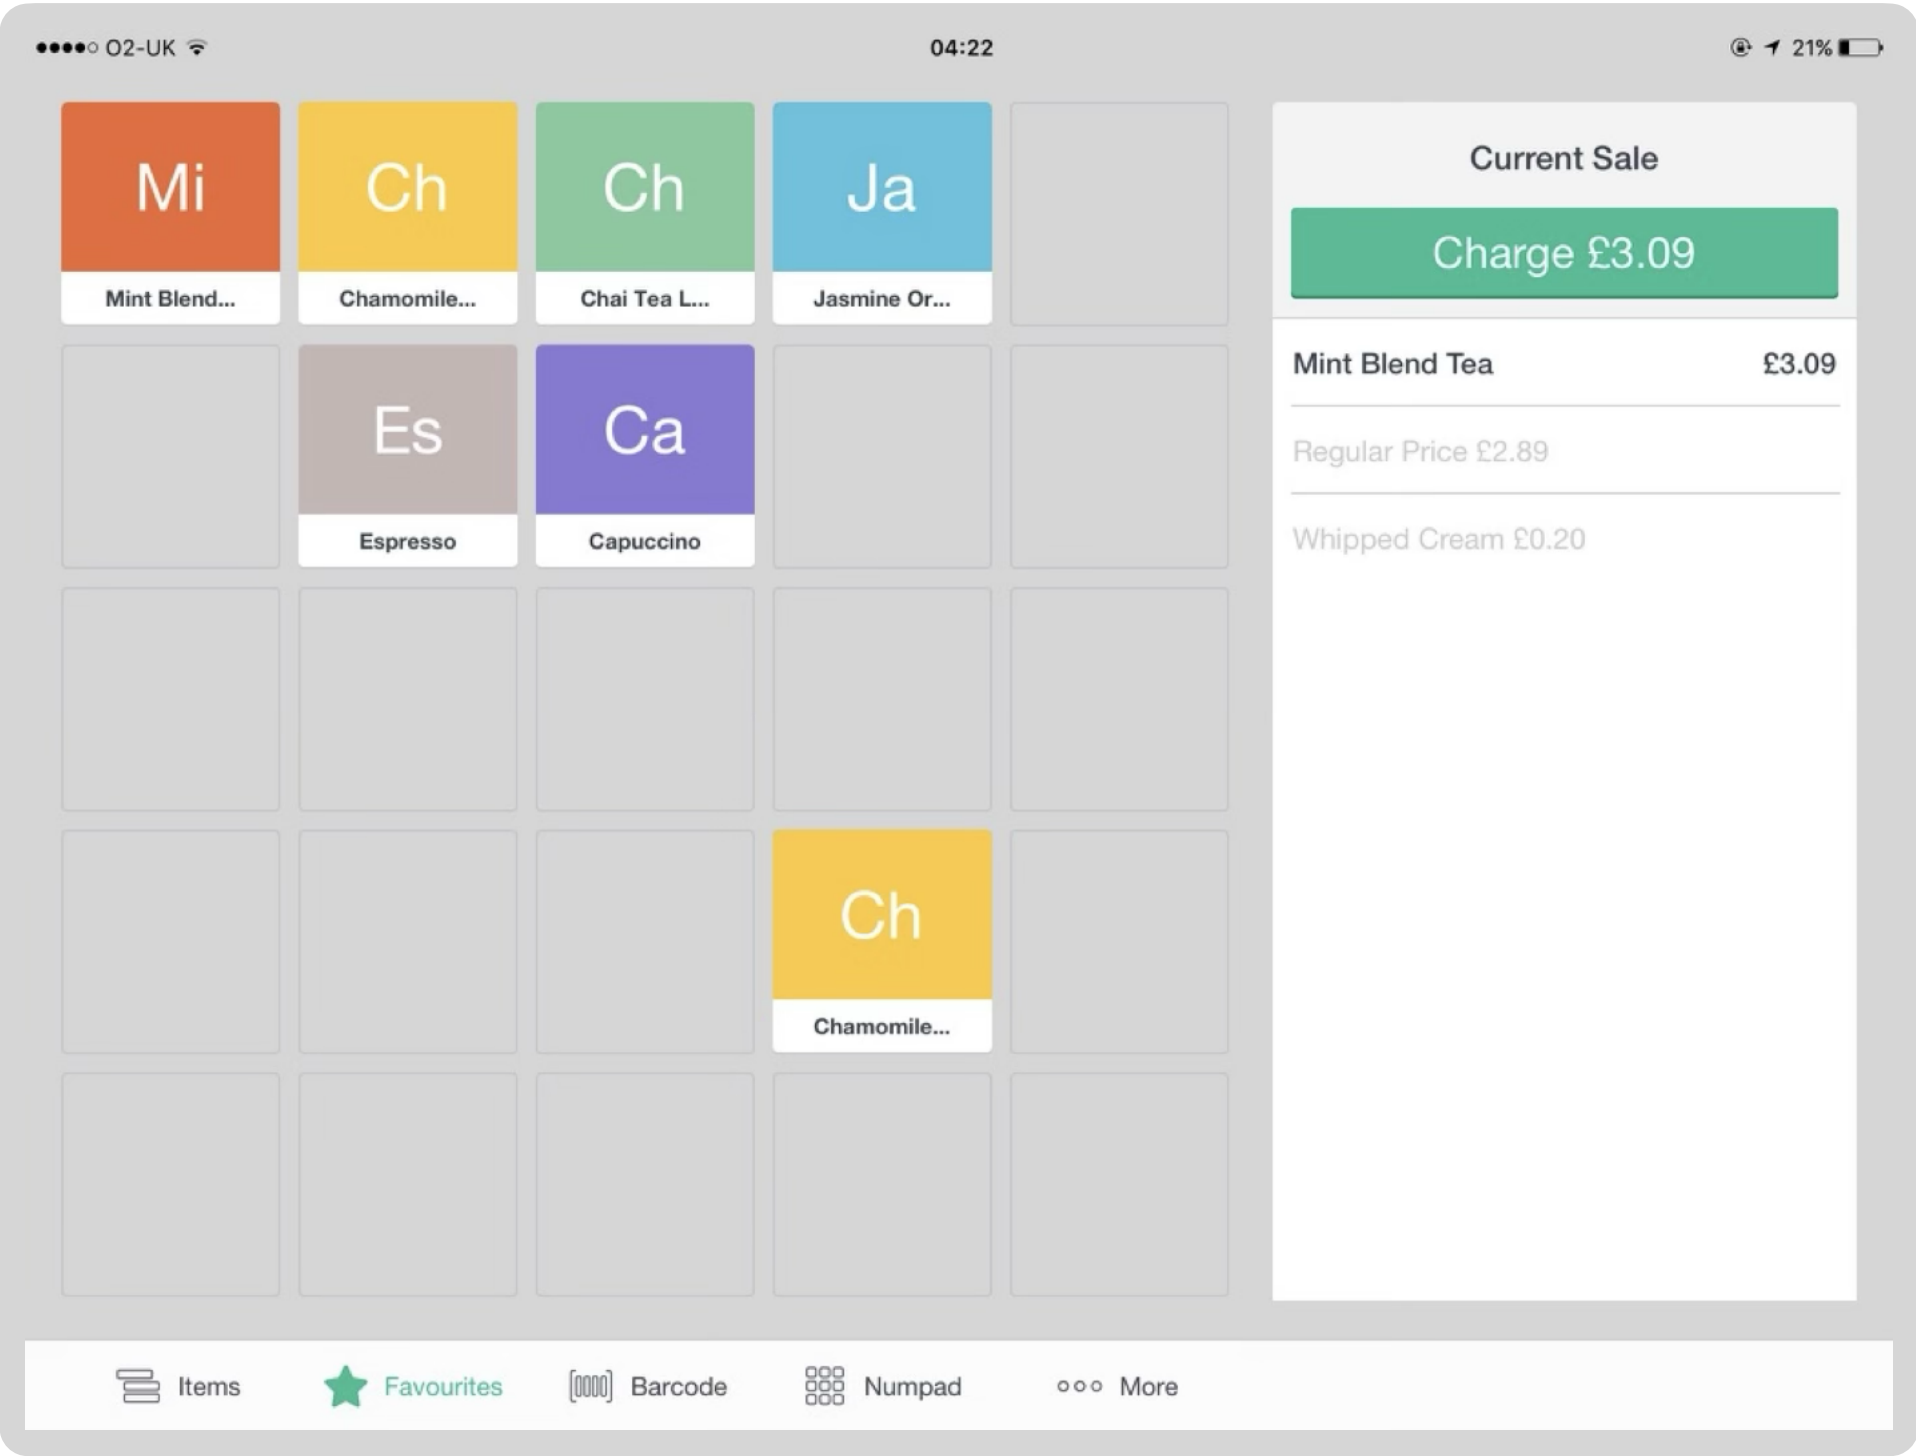 O2-UK
04:22
21%
Mi
Mint Blend...
Ch
Chamomile...
Ch
Chai Tea L...
Ja
Jasmine Or...
Es
Espresso
Ca
Capuccino
Ch
Chamomile...
Current Sale
Charge £3.09
Mint Blend Tea £3.09
Regular Price £2.89
Whipped Cream £0.20
Items
Favourites
Barcode
Numpad
More